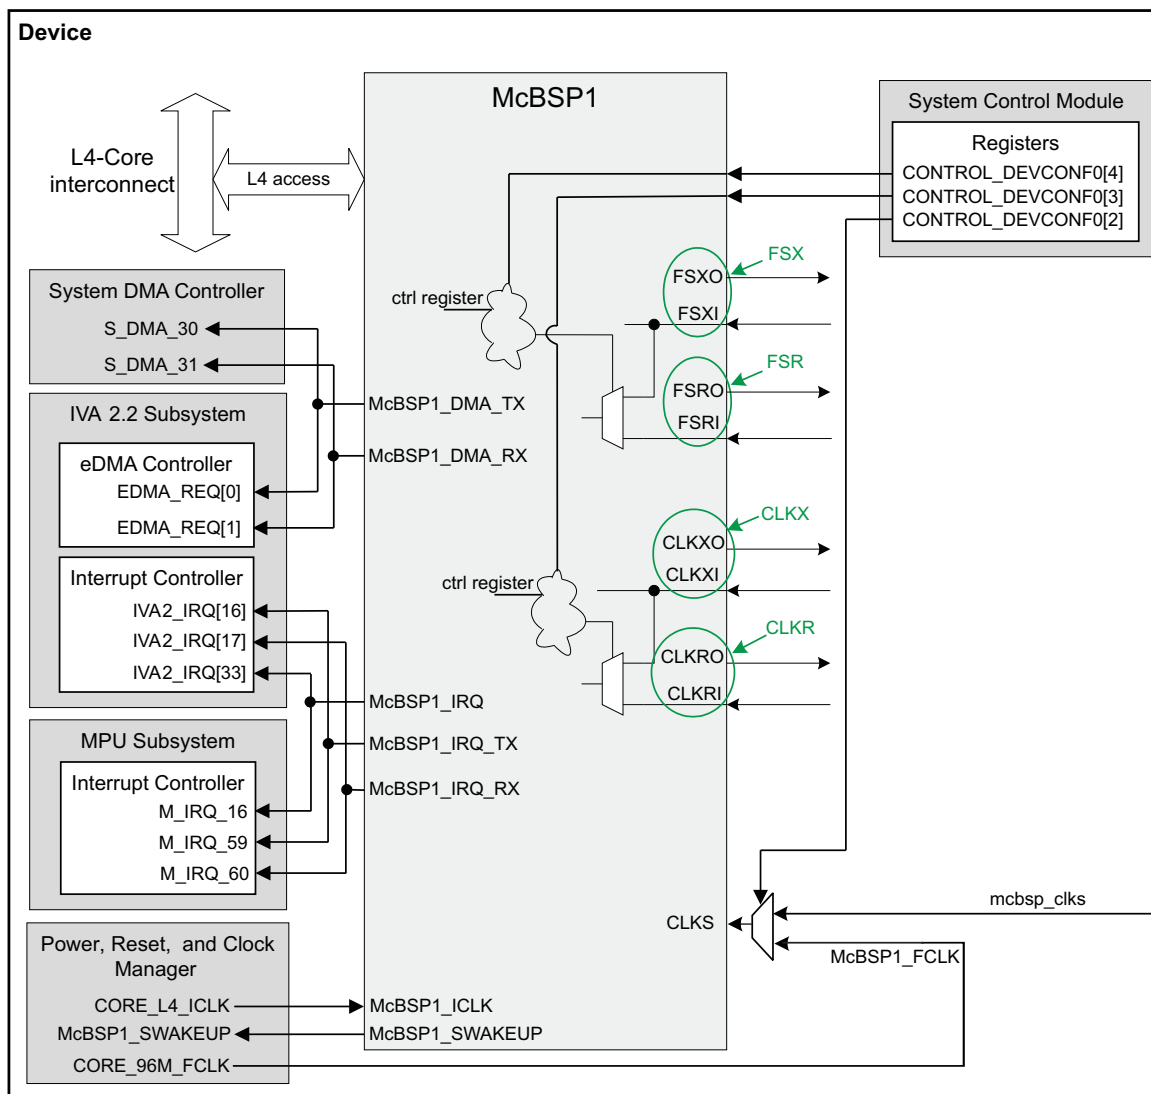 Device
McBSP1
System Control Module
Registers
CONTROL_DEVCONF0[4]
CONTROL_DEVCONF0[3]
CONTROL_DEVCONF0[2]
L4-Core
interconnect
L4 access
System DMA Controller
S_DMA_30
S_DMA_31
IVA 2.2 Subsystem
eDMA Controller
EDMA_REQ[0]
EDMA_REQ[1]
Interrupt Controller
IVA2_IRQ[16]
IVA2_IRQ[17]
IVA2_IRQ[33]
MPU Subsystem
Interrupt Controller
M_IRQ_16
M_IRQ_59
M_IRQ_60
Power, Reset, and Clock
Manager
CORE_L4_ICLK
McBSP1_SWAKEUP
CORE_96M_FCLK
McBSP1_DMA_TX
McBSP1_DMA_RX
McBSP1_IRQ
McBSP1_IRQ_TX
McBSP1_IRQ_RX
McBSP1_ICLK
McBSP1_SWAKEUP
ctrl register
ctrl register
FSX
FSXO
FSXI
FSR
FSRO
FSRI
CLKX
CLKXO
CLKXI
CLKR
CLKRO
CLKRI
CLKS
mcbsp_clks
McBSP1_FCLK